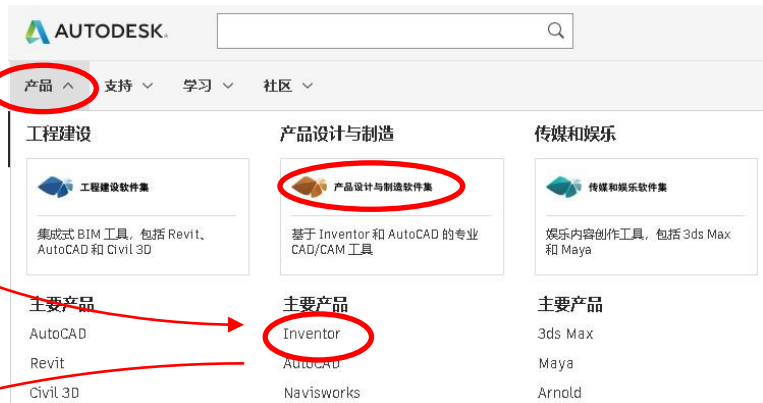 AUTODESK.
产品 支持 学习 社区
工程建设
工程建设软件集
集成式 BIM 工具，包括 Revit、
AutoCAD 和 Civil 3D
主要产品
AutoCAD
Revit
Civil 3D
产品设计与制造
产品设计与制造软件集
基于 Inventor 和 AutoCAD 的专业
CAD/CAM 工具
主要产品
Inventor
AutoCAD
Navisworks
传媒和娱乐
传媒和娱乐软件集
娱乐内容创作工具，包括 3ds Max
和 Maya
主要产品
3ds Max
Maya
Arnold